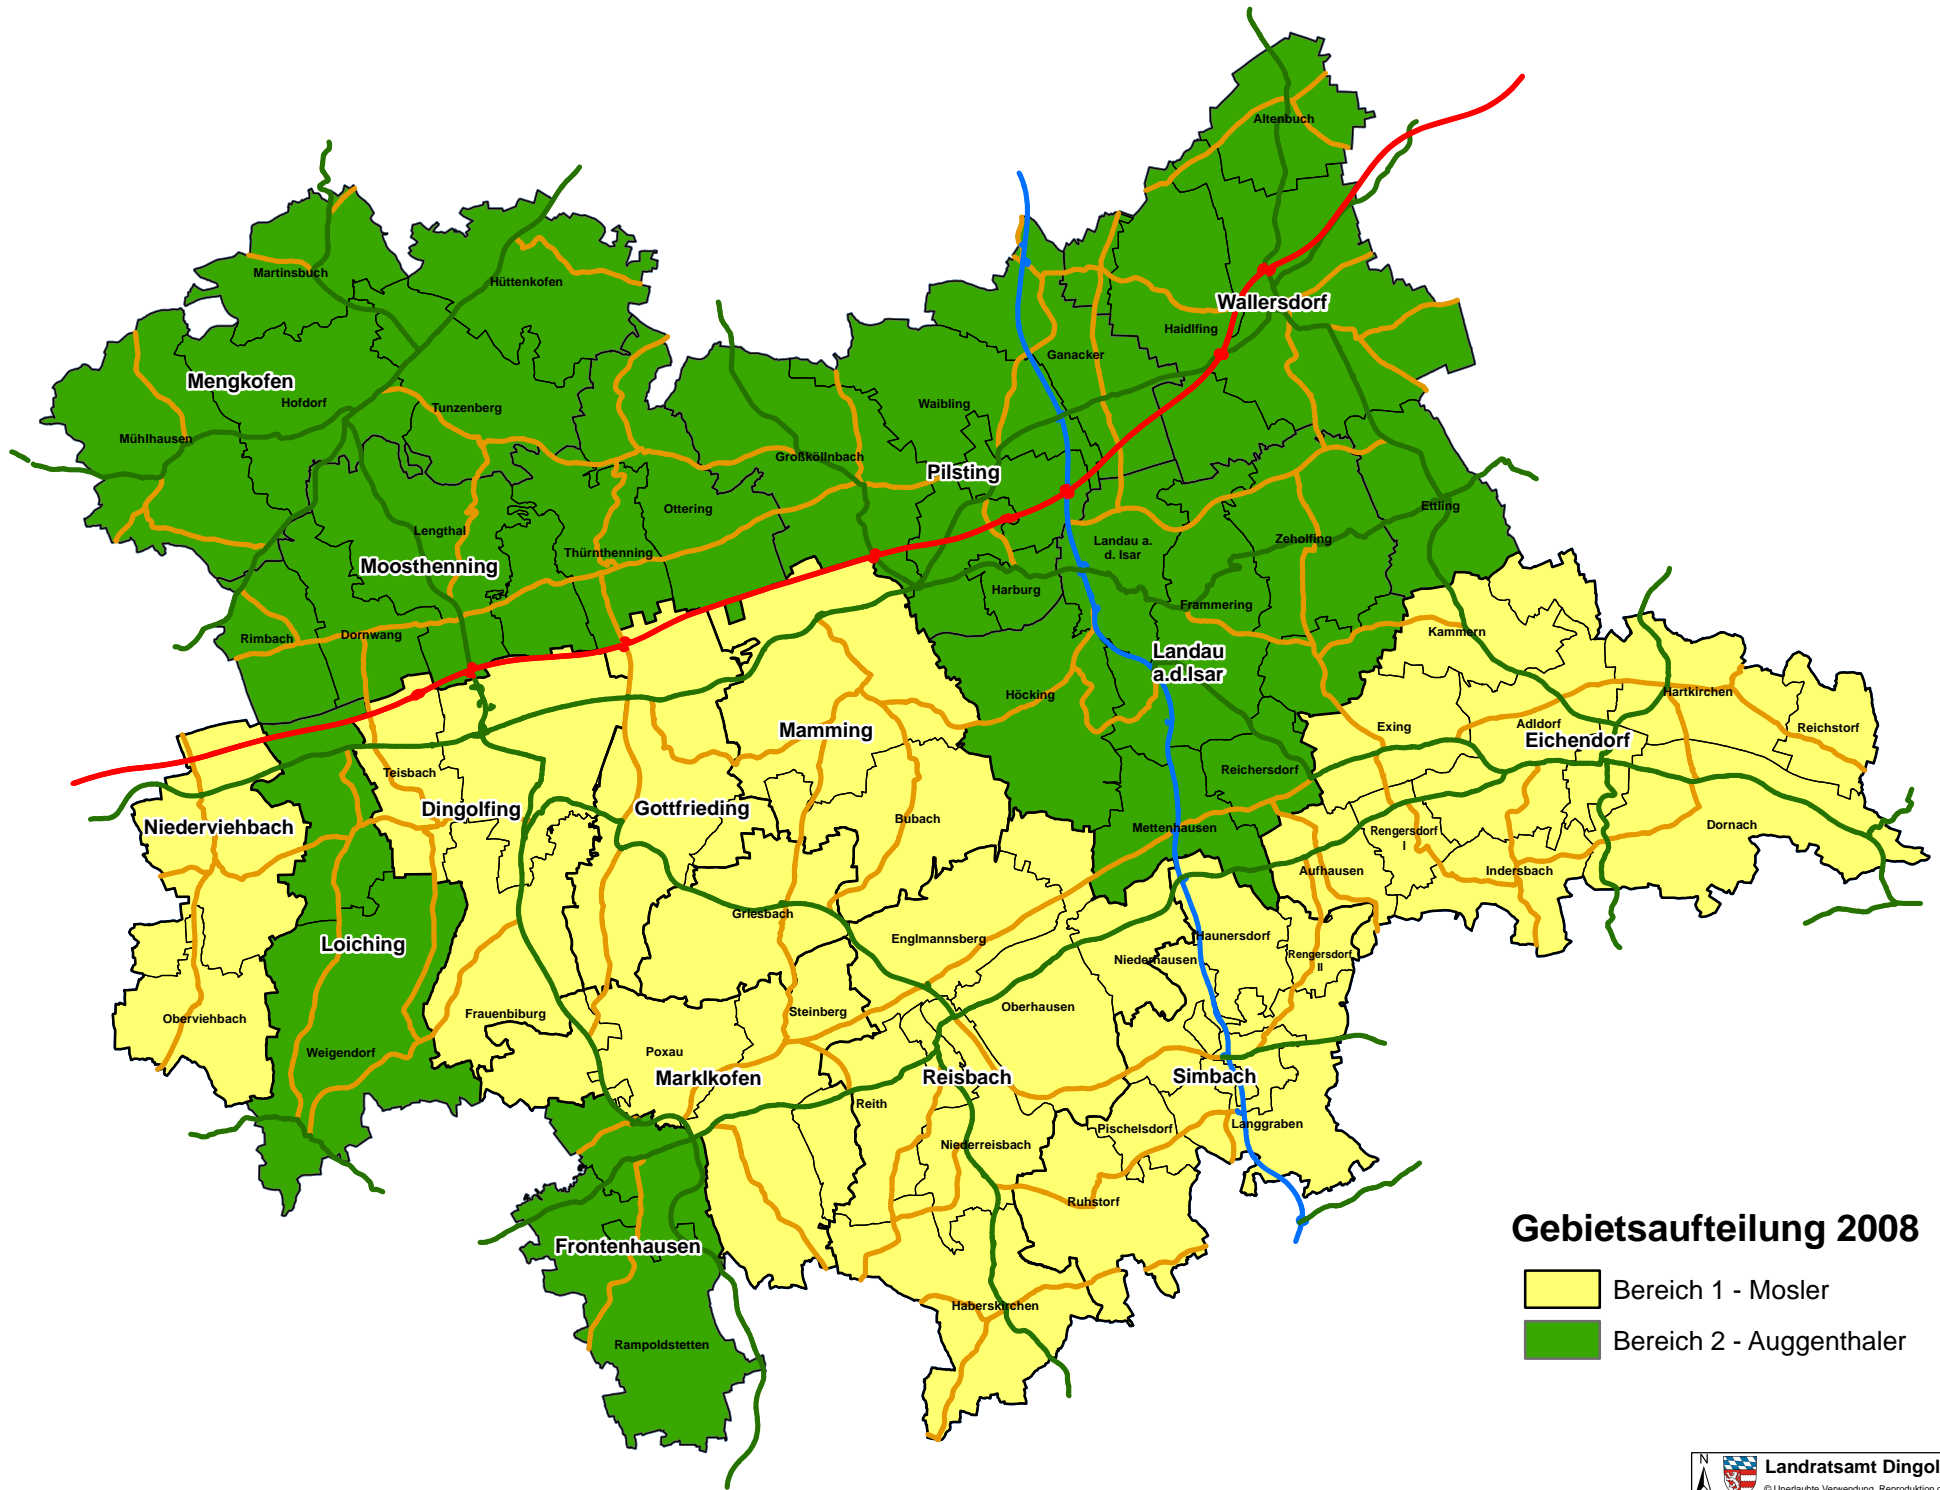 Altenbuch
Martinsbuch
Hüttenkofen
Wallersdorf
Haidlfing
Ganacker
Mengkofen
Hofdorf
Tunzenberg
Waibling
Mühlhausen
Großköllnbach
Pilsting
Ottering
Ettling
Lengthal
Thürnthenning
Zeholfing
Landau a.
d. Isar
Moosthenning
Harburg
Frammering
Rimbach
Dornwang
Kammern
Landau
a.d.Isar
Höcking
Hartkirchen
Mamming
Exing
Adldorf
Reichstorf
Eichendorf
Teisbach
Reichersdorf
Dingolfing
Gottfrieding
Niederviehbach
Bubach
Mettenhausen
Rengersdorf
I
Dornach
Aufhausen
Indersbach
Griesbach
Loiching
Englmannsberg
Haunersdorf
Niederhausen
Rengersdorf
II
Oberviehbach
Frauenbiburg
Steinberg
Oberhausen
Weigendorf
Poxau
Marklkofen
Reisbach
Simbach
Reith
Langgraben
Pischelsdorf
Niederreisbach
Ruhstorf
Frontenhausen
Haberskirchen
Rampoldstetten
Gebietsaufteilung 2008
Bereich 1 - Mosler
Bereich 2 - Auggenthaler
N
Landratsamt Dingol
© Unerlaubte Verwendung, Reproduktion